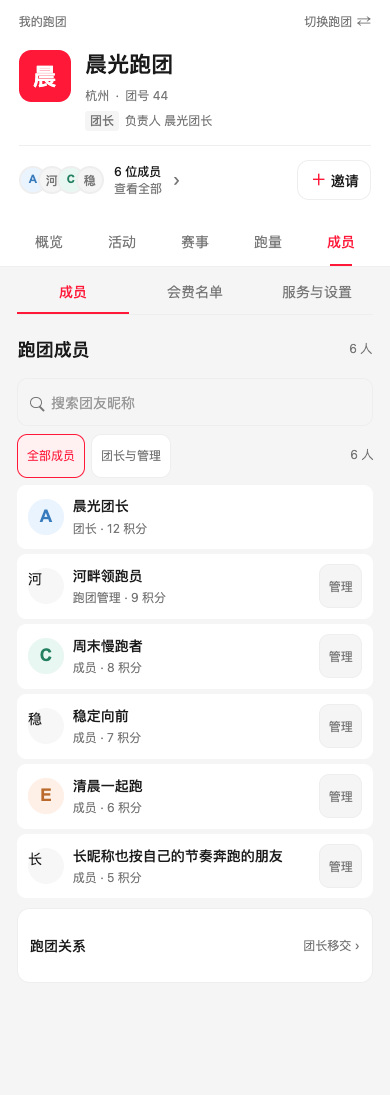 我的跑团
切换跑团 ⇄
晨
晨光跑团
杭州 · 团号 44
团长 负责人 晨光团长
A 河 C 稳
6 位成员
查看全部 ›
+ 邀请
概览 活动 赛事 跑量 成员
成员 会费名单 服务与设置
跑团成员 6 人
搜索团友昵称
全部成员 团长与管理 6 人
A
晨光团长
团长 · 12 积分
河
河畔领跑员
跑团管理 · 9 积分
管理
C
周末慢跑者
成员 · 8 积分
管理
稳
稳定向前
成员 · 7 积分
管理
E
清晨一起跑
成员 · 6 积分
管理
长
长昵称也按自己的节奏奔跑的朋友
成员 · 5 积分
管理
跑团关系 团长移交 ›